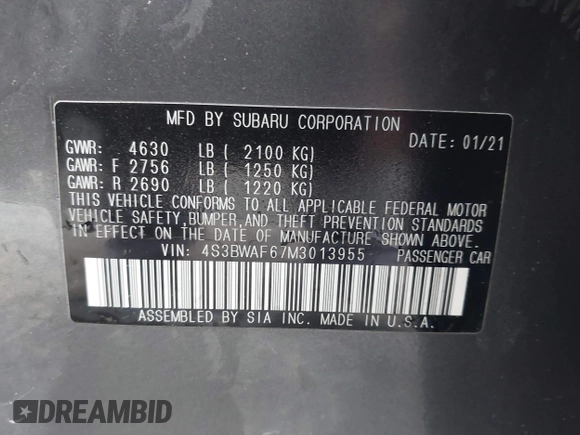 MFD BY SUBARU CORPORATION
GVWR: 4630 LB ( 2100 KG) DATE: 01/21
GAWR: F 2756 LB ( 1250 KG)
GAWR: R 2690 LB ( 1220 KG)
THIS VEHICLE CONFORMS TO ALL APPLICABLE FEDERAL MOTOR
VEHICLE SAFETY,BUMPER,AND THEFT PREVENTION STANDARDS
IN EFFECT ON THE DATE OF MANUFACTURE SHOWN ABOVE.
VIN: 4S3BWAF67M3013955 PASSENGER CAR
ASSEMBLED BY SIA INC. MADE IN U.S.A.
DREAMBID